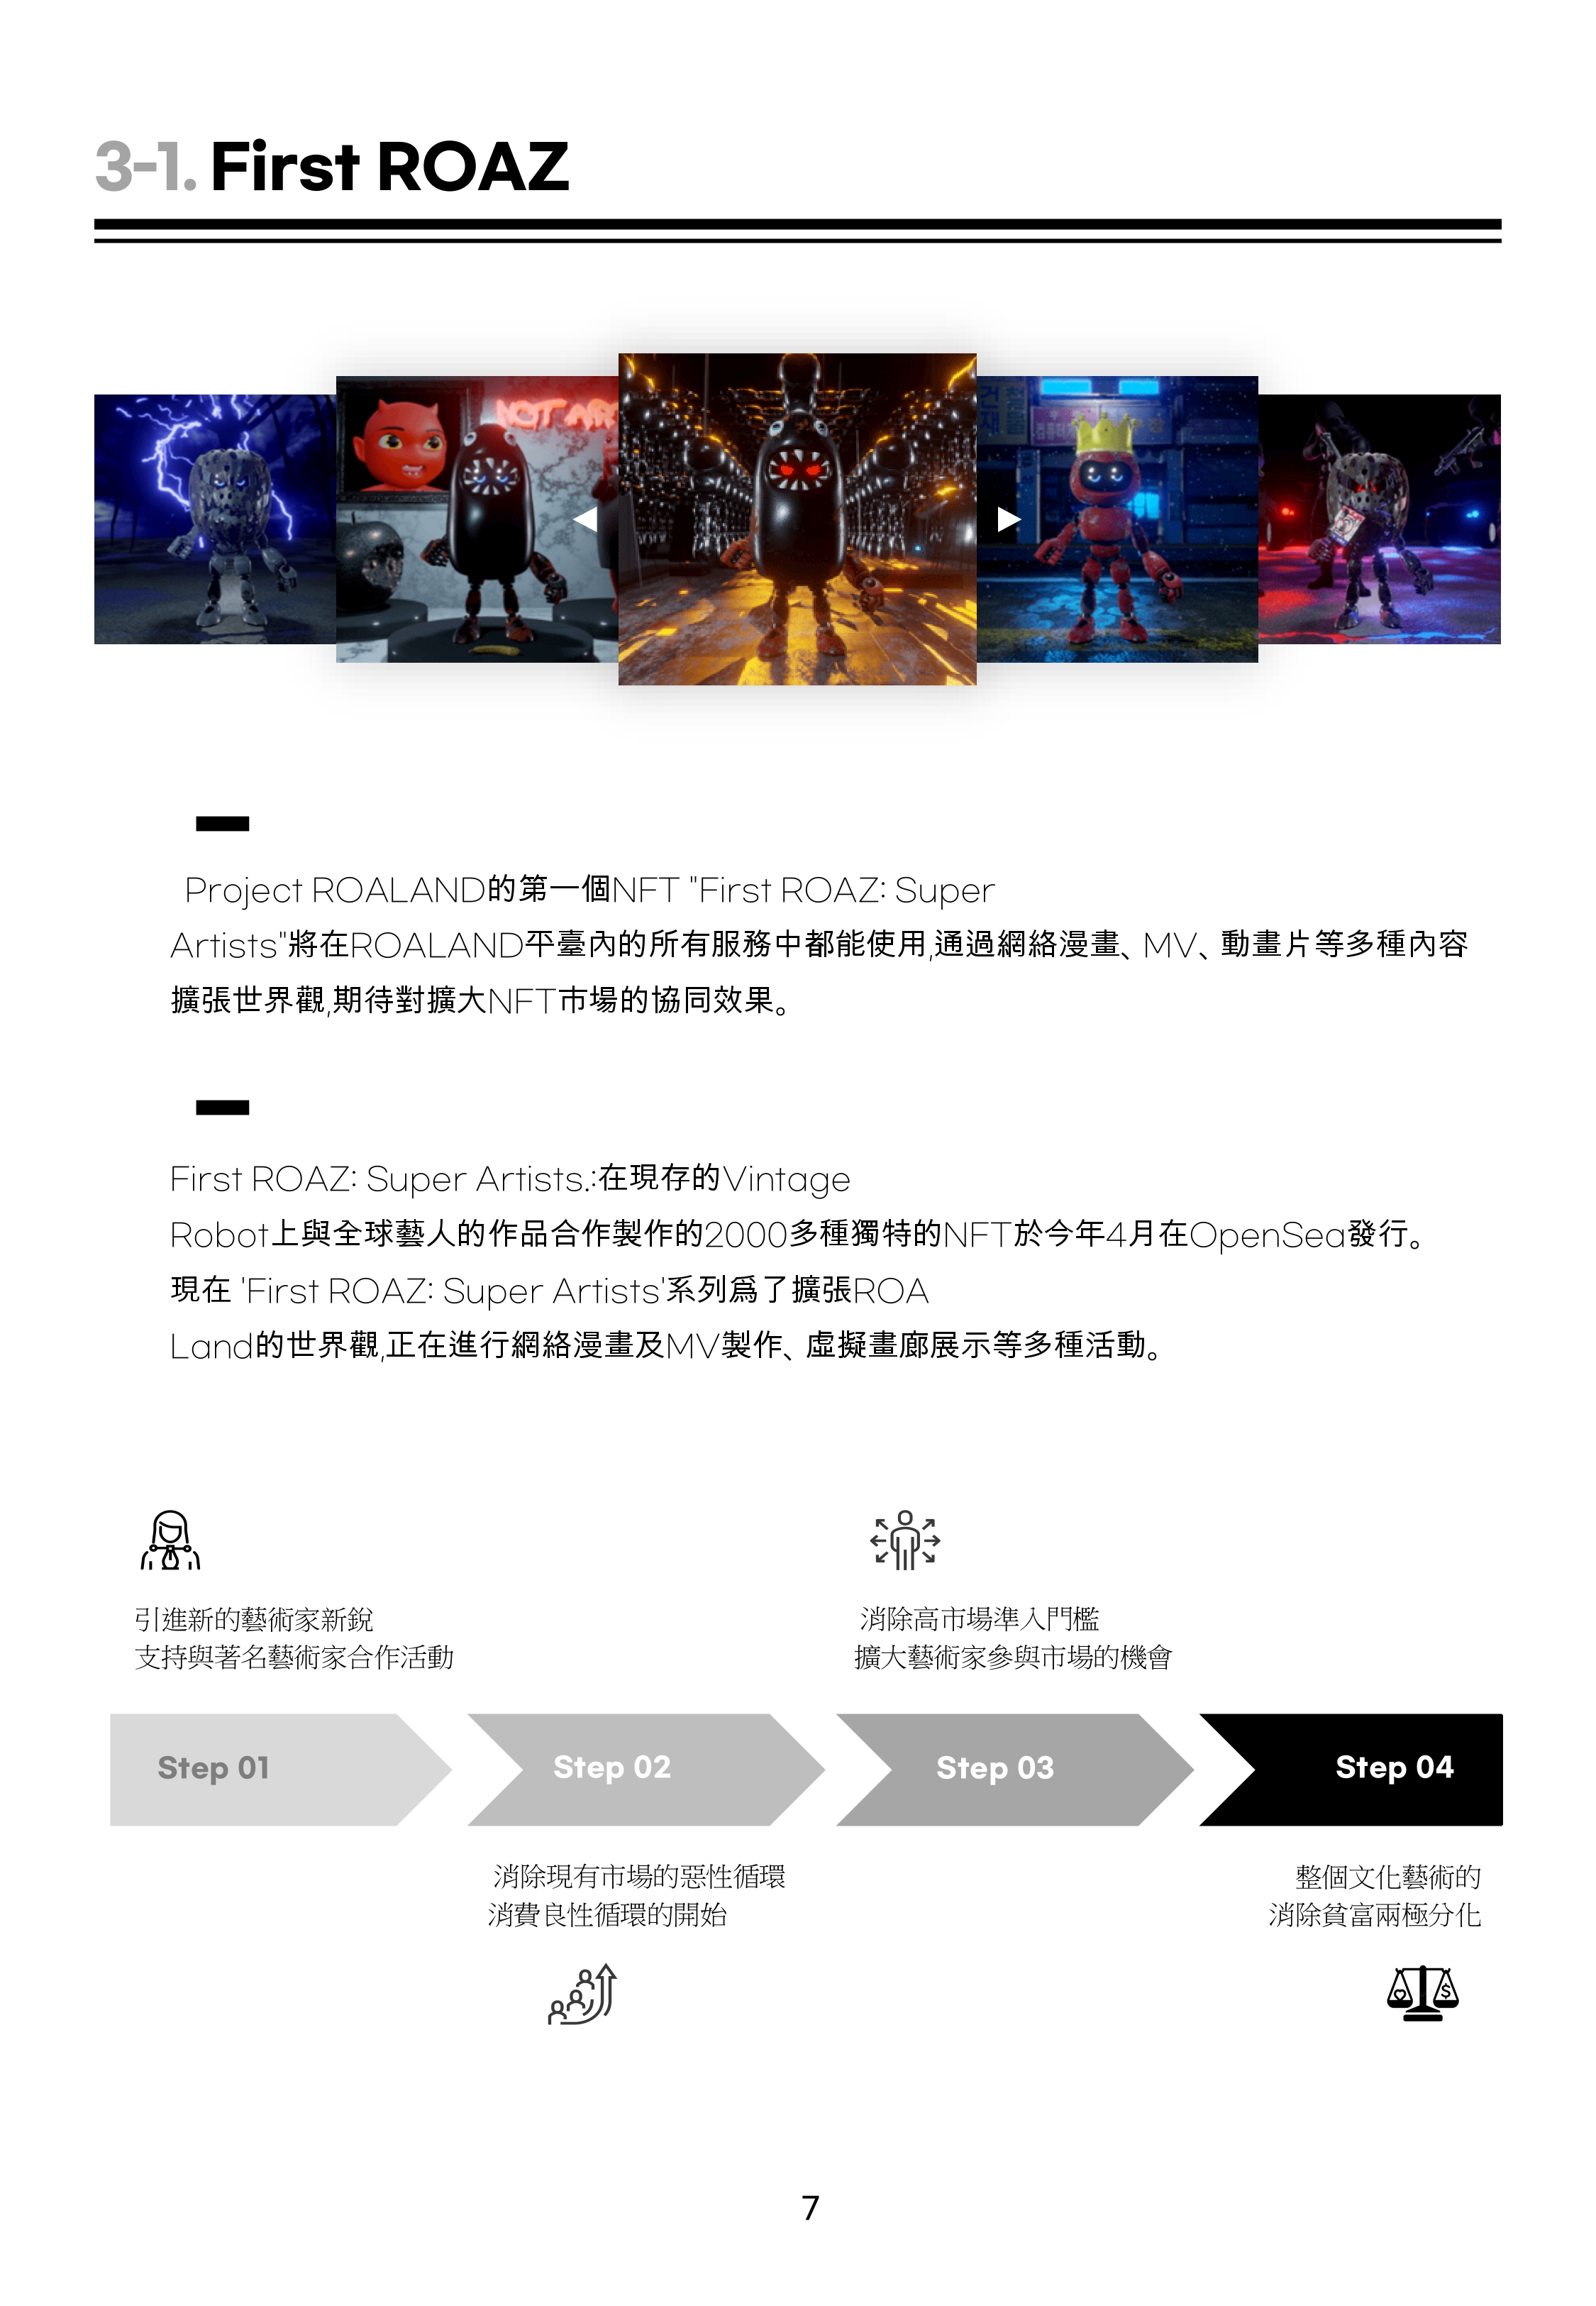 3-1. First ROAZ
NOT AR
Project ROALAND的第一個NFT "First ROAZ: Super
Artists"將在ROALAND平臺內的所有服務中都能使用,通過網絡漫畫、MV、動畫片等多種內容
擴張世界觀,期待對擴大NFT市場的協同效果。
First ROAZ: Super Artists.:在現存的Vintage
Robot上與全球藝人的作品合作製作的2000多種獨特的NFT於今年4月在OpenSea發行。
現在 'First ROAZ: Super Artists'系列爲了擴張ROA
Land的世界觀,正在進行網絡漫畫及MV製作、虛擬畫廊展示等多種活動。
引進新的藝術家新銳
支持與著名藝術家合作活動
消除高市場準入門檻
擴大藝術家參與市場的機會
Step 01
Step 02
Step 03
Step 04
消除現有市場的惡性循環
消費良性循環的開始
整個文化藝術的
消除貧富兩極分化
7